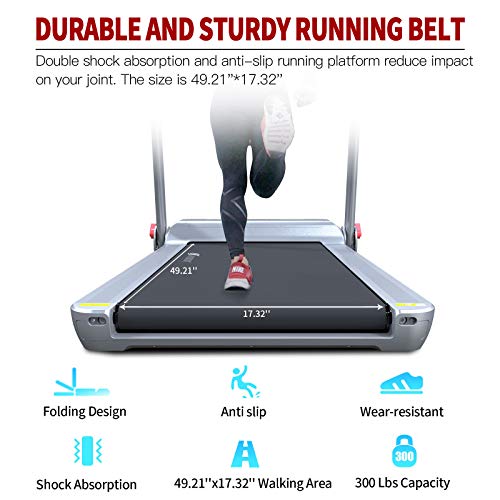 DURABLE AND STURDY RUNNING BELT
Double shock absorption and anti-slip running platform reduce impact
on your joint. The size is 49.21”*17.32’’
49.21''
17.32''
Folding Design
Anti slip
Wear-resistant
300
Shock Absorption
49.21''x17.32'' Walking Area
300 Lbs Capacity